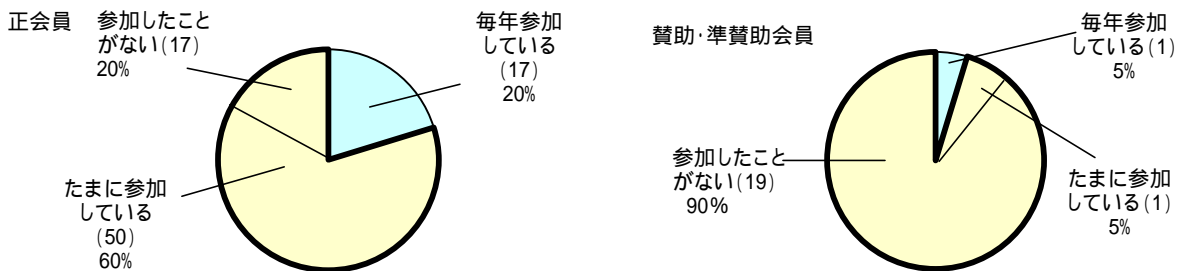 正会員
参加したこと
がない(17)
20%
毎年参加
している
(17)
20%
たまに参加
している
(50)
60%
賛助･準賛助会員
毎年参加
している(1)
5%
参加したこと
がない(19)
90%
たまに参加
している(1)
5%